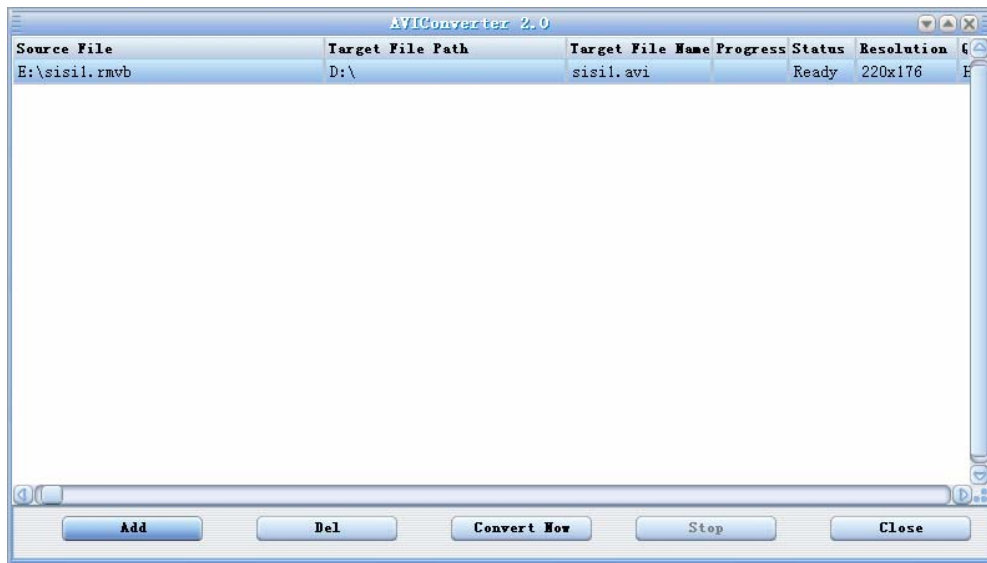 AVIConverter 2.0
Source File Target File Path Target File Name Progress Status Resolution
E:\sisi1.rmvb D:\ sisi1.avi Ready 220x176
Add Del Convert Now Stop Close